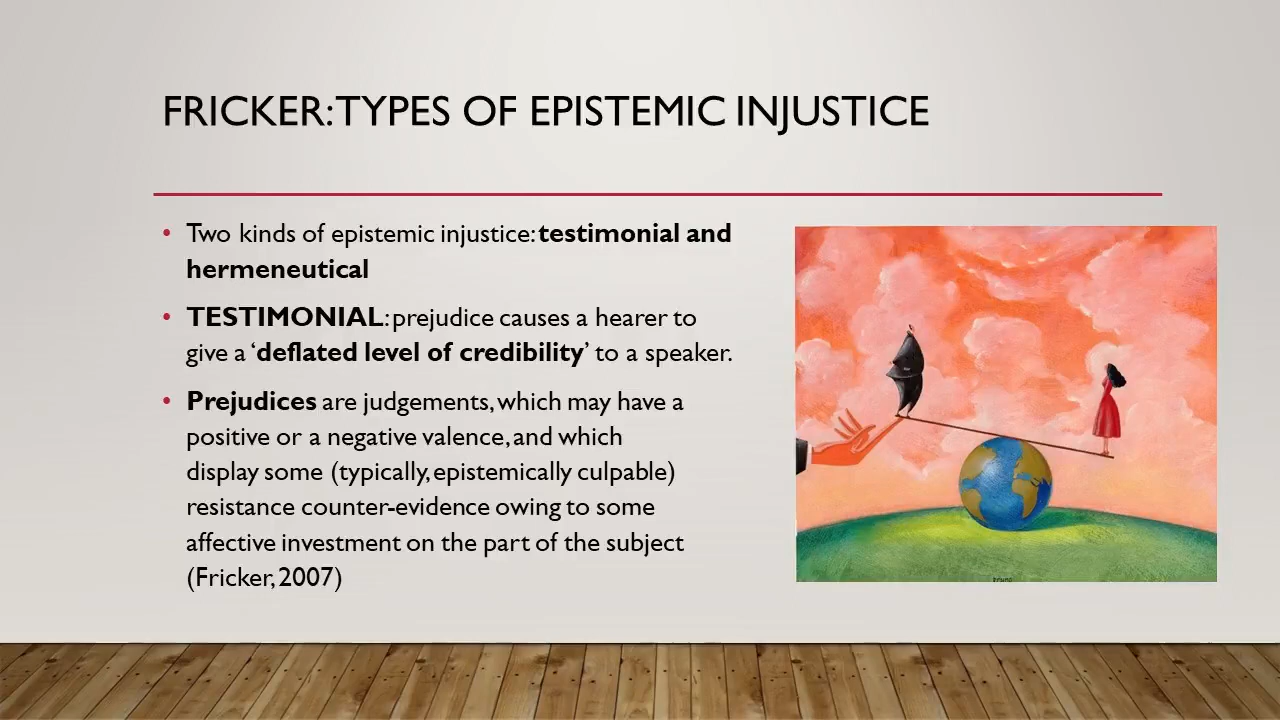 FRICKER: TYPES OF EPISTEMIC INJUSTICE
• Two kinds of epistemic injustice: testimonial and
hermeneutical
• TESTIMONIAL: prejudice causes a hearer to
give a ‘deflated level of credibility’ to a speaker.
• Prejudices are judgements, which may have a
positive or a negative valence, and which
display some (typically, epistemically culpable)
resistance counter-evidence owing to some
affective investment on the part of the subject
(Fricker, 2007)